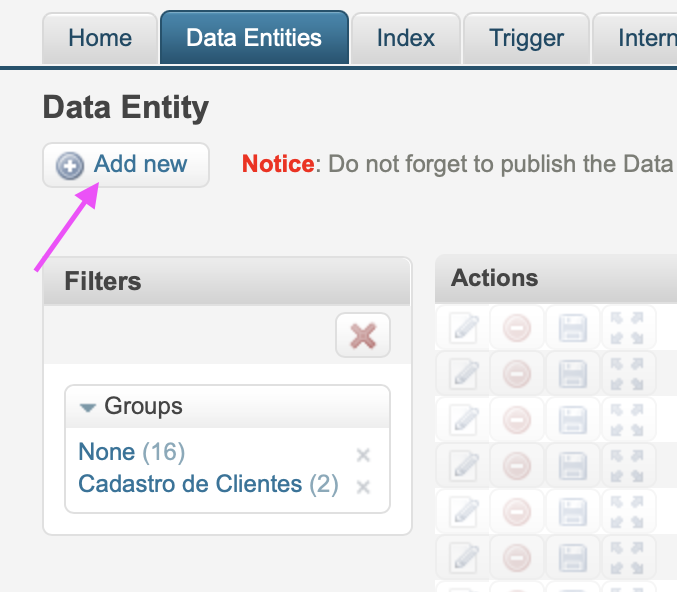 Home Data Entities Index Trigger Intern
Data Entity
Add new
Notice: Do not forget to publish the Data
Filters
Actions
Groups
None (16)
Cadastro de Clientes (2)